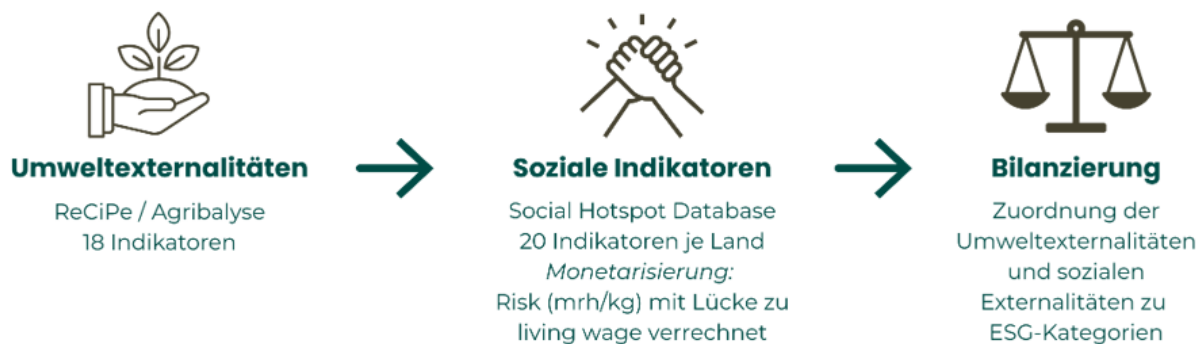 Umweltexternalitäten
ReCiPe / Agribalyse
18 Indikatoren
Soziale Indikatoren
Social Hotspot Database
20 Indikatoren je Land
Monetarisierung:
Risk (mrh/kg) mit Lücke zu
living wage verrechnet
Bilanzierung
Zuordnung der
Umweltexternalitäten
und sozialen
Externalitäten zu
ESG-Kategorien